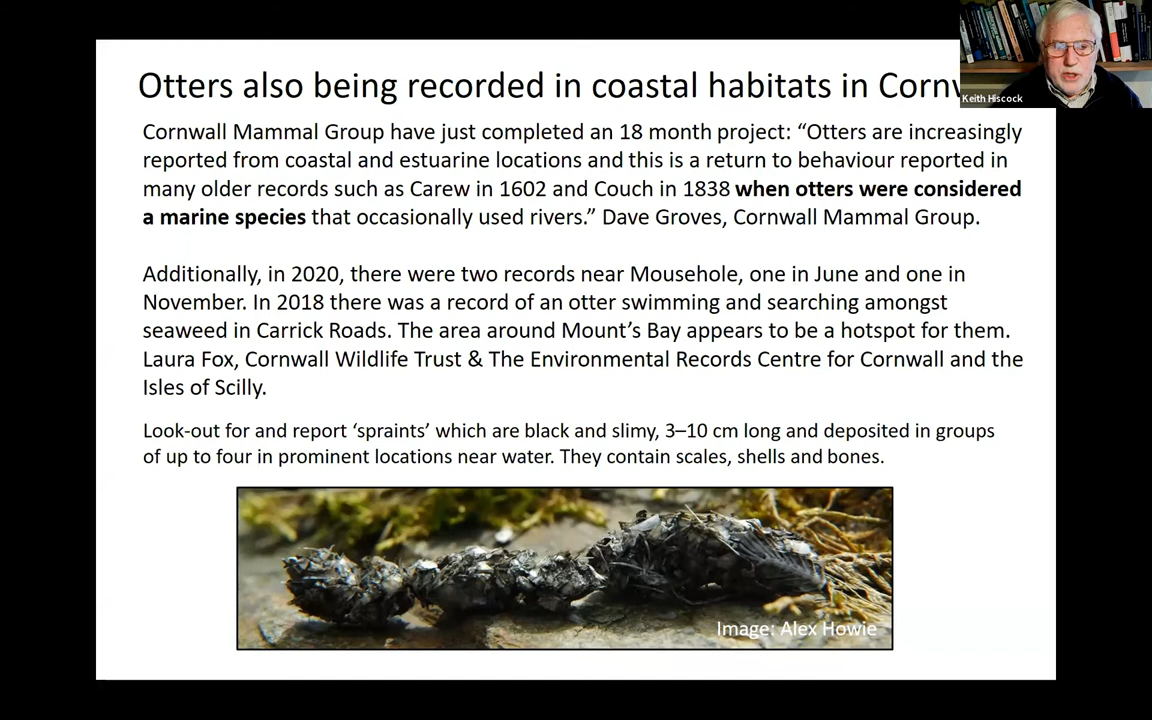 Otters also being recorded in coastal habitats in Corn
Keith Hiscock
Cornwall Mammal Group have just completed an 18 month project: “Otters are increasingly
reported from coastal and estuarine locations and this is a return to behaviour reported in
many older records such as Carew in 1602 and Couch in 1838 when otters were considered
a marine species that occasionally used rivers.” Dave Groves, Cornwall Mammal Group.
Additionally, in 2020, there were two records near Mousehole, one in June and one in
November. In 2018 there was a record of an otter swimming and searching amongst
seaweed in Carrick Roads. The area around Mount’s Bay appears to be a hotspot for them.
Laura Fox, Cornwall Wildlife Trust & The Environmental Records Centre for Cornwall and the
Isles of Scilly.
Look-out for and report ‘spraints’ which are black and slimy, 3–10 cm long and deposited in groups
of up to four in prominent locations near water. They contain scales, shells and bones.
Image: Alex Howie